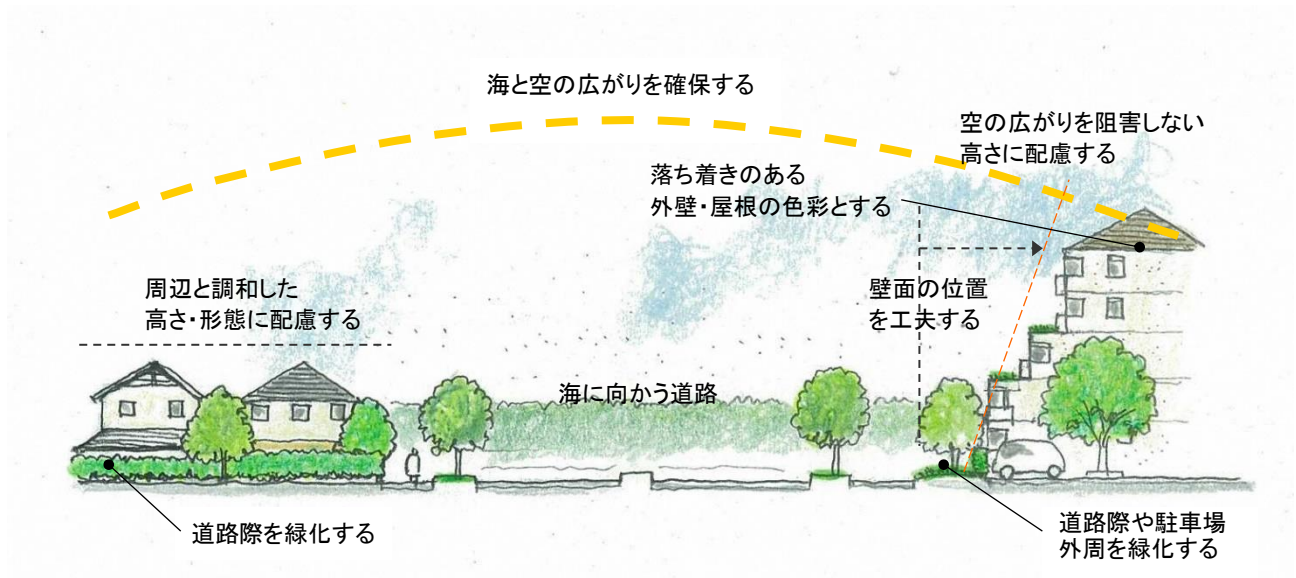 海と空の広がりを確保する
空の広がりを阻害しない
高さに配慮する
落ち着きのある
外壁・屋根の色彩とする
周辺と調和した
高さ・形態に配慮する
壁面の位置
を工夫する
海に向かう道路
道路際を緑化する
道路際や駐車場
外周を緑化する